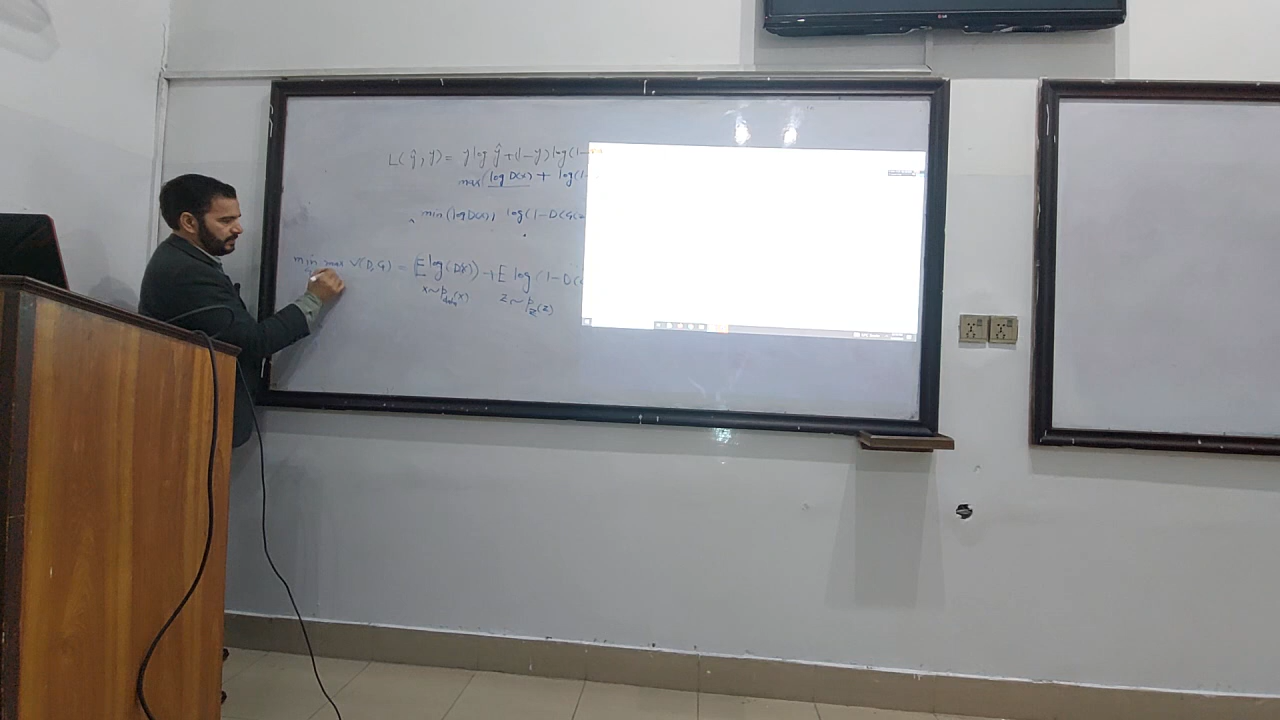 L(ŷ, y) = y log ŷ + (1-y) log(1-
max(log D(x) + log(1-
min(log D(x), log(1-D(G(
min max V(D, G) = E log(D(x)) + E log(1-D(
x~p_data(x) z~p_z(z)